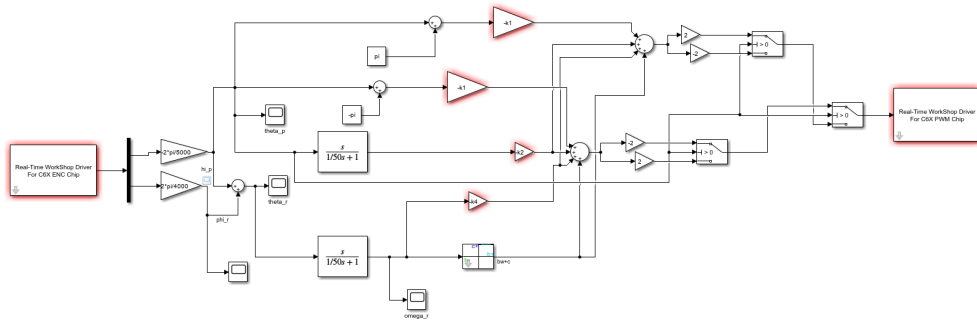 -k1
pi
2
-2
> 0
-k1
-pi
Real-Time WorkShop Driver
For C6X PWM Chip
> 0
theta_p
s
1/50s + 1
-k2
-2
2
> 0
Real-Time WorkShop Driver
For C6X ENC Chip
-2*pi/5000
hi_p
2*pi/4000
theta_r
phi_r
-k4
s
1/50s + 1
bw+c
omega_r